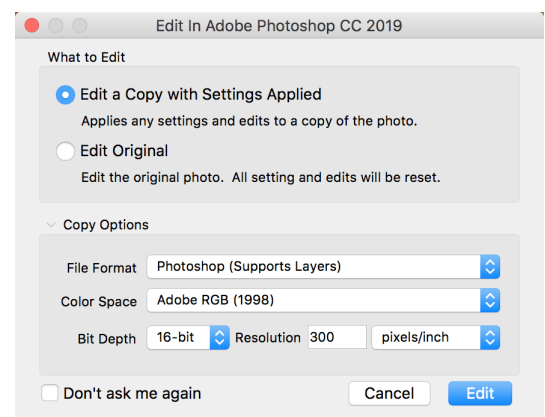 Edit In Adobe Photoshop CC 2019
What to Edit
Edit a Copy with Settings Applied
Applies any settings and edits to a copy of the photo.
Edit Original
Edit the original photo. All setting and edits will be reset.
Copy Options
File Format Photoshop (Supports Layers)
Color Space Adobe RGB (1998)
Bit Depth 16-bit Resolution 300 pixels/inch
Don't ask me again Cancel Edit